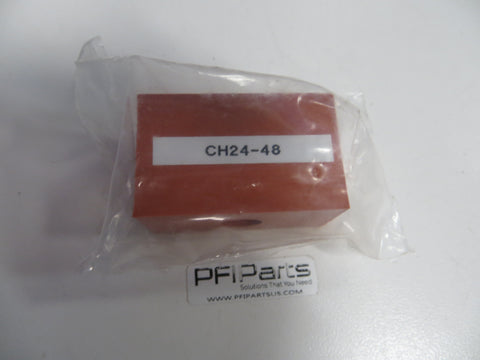 CH24-48
PFI Parts
Solutions That You Need
WWW.PFIPARTSUS.COM